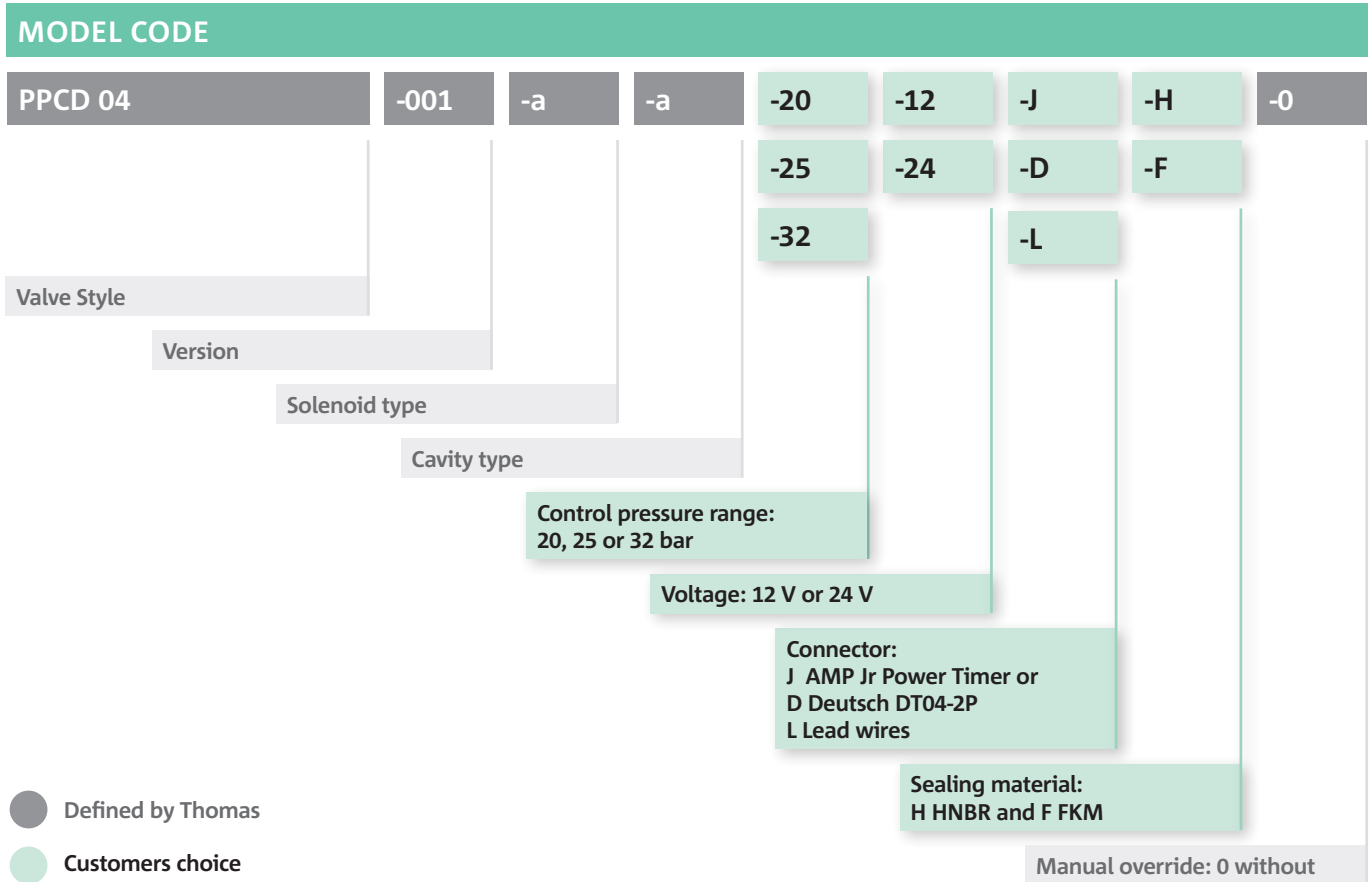 MODEL CODE
PPCD 04 -001 -a -a -20 -12 -J -H -0
-25 -24 -D -F
-32 -L
Valve Style
Version
Solenoid type
Cavity type
Control pressure range:
20, 25 or 32 bar
Voltage: 12 V or 24 V
Connector:
J AMP Jr Power Timer or
D Deutsch DT04-2P
L Lead wires
Sealing material:
H HNBR and F FKM
Defined by Thomas
Customers choice
Manual override: 0 without